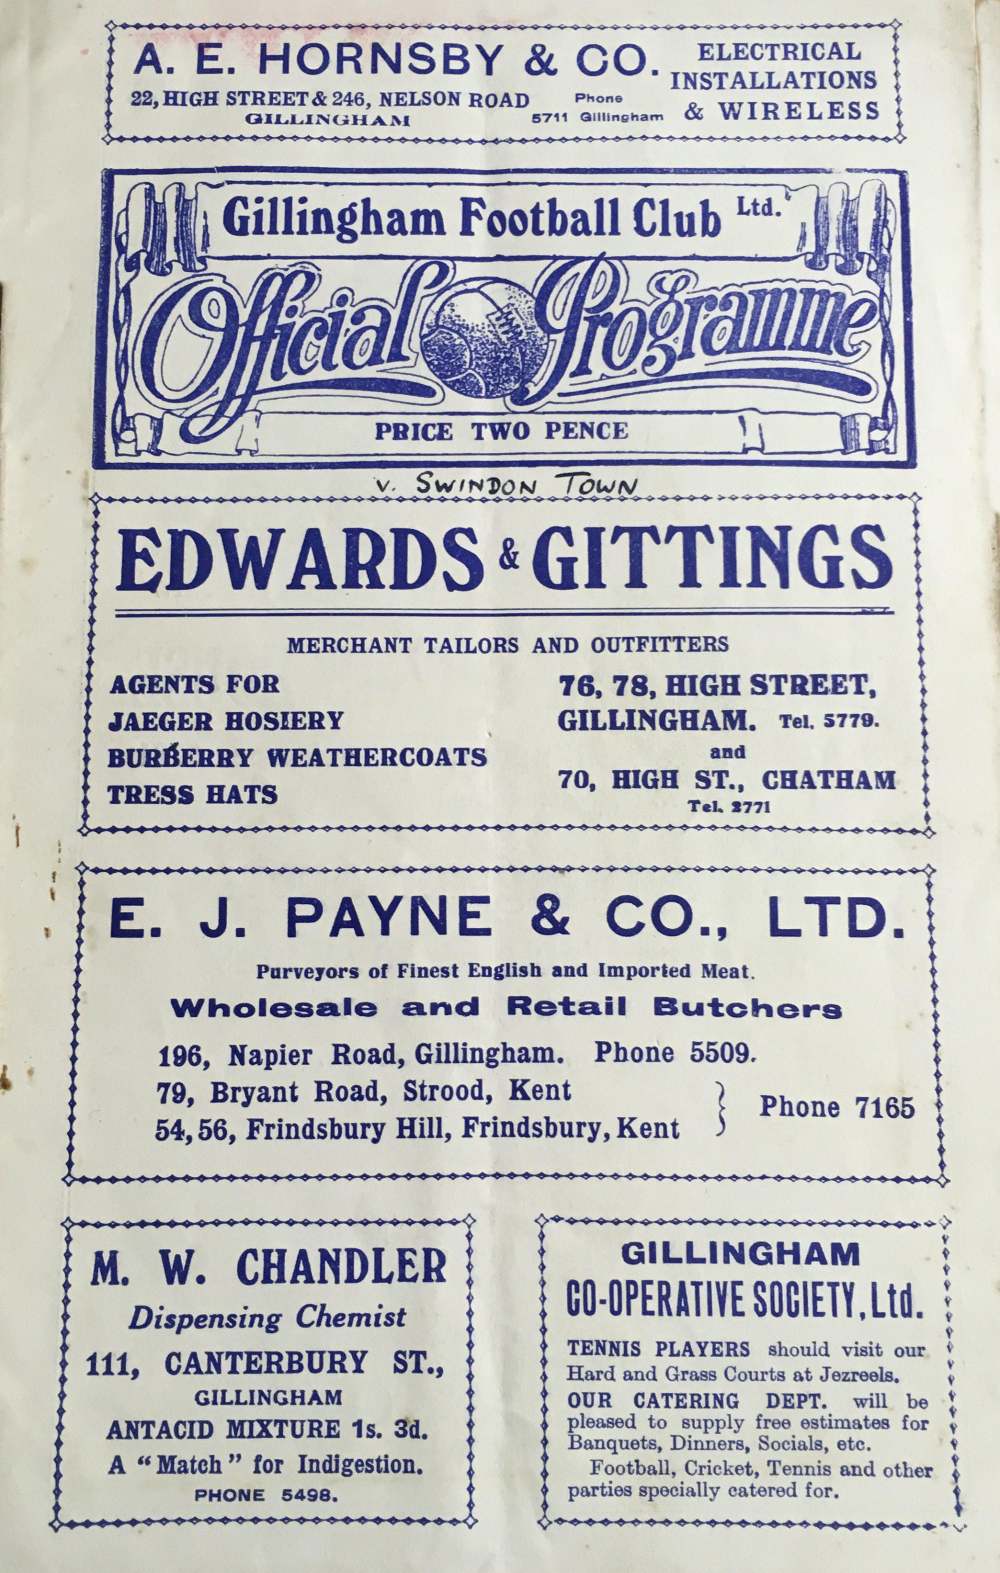 A. E. HORNSBY & CO.
22, HIGH STREET & 246, NELSON ROAD
GILLINGHAM
Phone
5711 Gillingham
ELECTRICAL
INSTALLATIONS
& WIRELESS
Gillingham Football Club Ltd.
Official Programme
PRICE TWO PENCE
v. SWINDON TOWN
EDWARDS & GITTINGS
MERCHANT TAILORS AND OUTFITTERS
AGENTS FOR
JAEGER HOSIERY
BURBERRY WEATHERCOATS
TRESS HATS
76, 78, HIGH STREET,
GILLINGHAM. Tel. 5779.
and
70, HIGH ST., CHATHAM
Tel. 2771
E. J. PAYNE & CO., LTD.
Purveyors of Finest English and Imported Meat.
Wholesale and Retail Butchers
196, Napier Road, Gillingham. Phone 5509.
79, Bryant Road, Strood, Kent
54, 56, Frindsbury Hill, Frindsbury, Kent
Phone 7165
M. W. CHANDLER
Dispensing Chemist
111, CANTERBURY ST.,
GILLINGHAM
ANTACID MIXTURE 1s. 3d.
A "Match" for Indigestion.
PHONE 5498.
GILLINGHAM
CO-OPERATIVE SOCIETY, Ltd.
TENNIS PLAYERS should visit our
Hard and Grass Courts at Jezreels.
OUR CATERING DEPT. will be
pleased to supply free estimates for
Banquets, Dinners, Socials, etc.
Football, Cricket, Tennis and other
parties specially catered for.